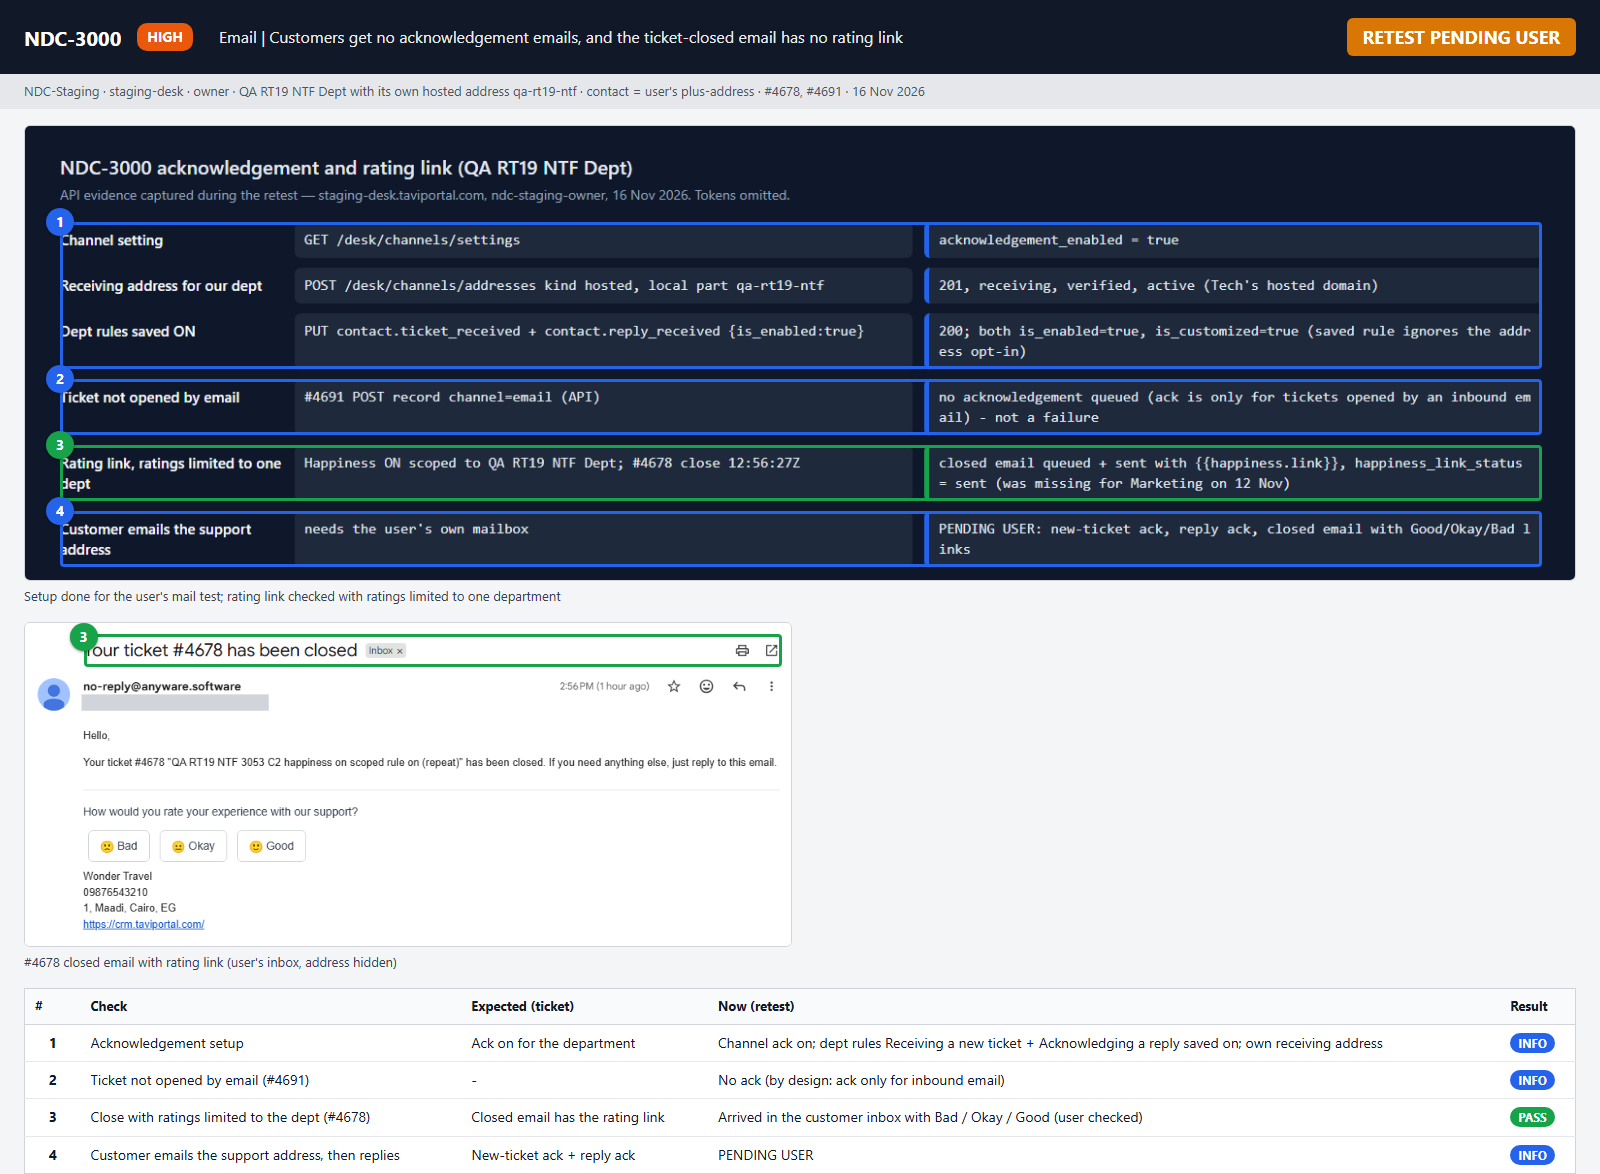 NDC-3000 HIGH Email | Customers get no acknowledgement emails, and the ticket-closed email has no rating link RETEST PENDING USER
NDC-Staging · staging-desk · owner · QA RT19 NTF Dept with its own hosted address qa-rt19-ntf · contact = user's plus-address · #4678, #4691 · 16 Nov 2026
NDC-3000 acknowledgement and rating link (QA RT19 NTF Dept)
API evidence captured during the retest — staging-desk.taviportal.com, ndc-staging-owner, 16 Nov 2026. Tokens omitted.
1
Channel setting GET /desk/channels/settings acknowledgement_enabled = true
Receiving address for our dept POST /desk/channels/addresses kind hosted, local part qa-rt19-ntf 201, receiving, verified, active (Tech's hosted domain)
Dept rules saved ON PUT contact.ticket_received + contact.reply_received {is_enabled:true} 200; both is_enabled=true, is_customized=true (saved rule ignores the addr
ess opt-in)
2
Ticket not opened by email #4691 POST record channel=email (API) no acknowledgement queued (ack is only for tickets opened by an inbound em
ail) - not a failure
3
Rating link, ratings limited to one Happiness ON scoped to QA RT19 NTF Dept; #4678 close 12:56:27Z closed email queued + sent with {{happiness.link}}, happiness_link_status
dept = sent (was missing for Marketing on 12 Nov)
4
Customer emails the support needs the user's own mailbox PENDING USER: new-ticket ack, reply ack, closed email with Good/Okay/Bad l
address inks
Setup done for the user's mail test; rating link checked with ratings limited to one department
3
Your ticket #4678 has been closed Inbox ×
no-reply@anyware.software 2:56 PM (1 hour ago)
Hello,
Your ticket #4678 "QA RT19 NTF 3053 C2 happiness on scoped rule on (repeat)" has been closed. If you need anything else, just reply to this email.
How would you rate your experience with our support?
Bad Okay Good
Wonder Travel
09876543210
1, Maadi, Cairo, EG
https://crm.taviportal.com/
#4678 closed email with rating link (user's inbox, address hidden)
# Check Expected (ticket) Now (retest) Result
1 Acknowledgement setup Ack on for the department Channel ack on; dept rules Receiving a new ticket + Acknowledging a reply saved on; own receiving address INFO
2 Ticket not opened by email (#4691) - No ack (by design: ack only for inbound email) INFO
3 Close with ratings limited to the dept (#4678) Closed email has the rating link Arrived in the customer inbox with Bad / Okay / Good (user checked) PASS
4 Customer emails the support address, then replies New-ticket ack + reply ack PENDING USER INFO